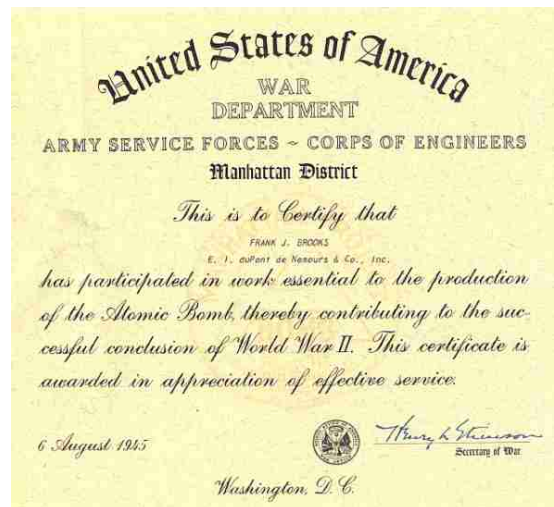 United States of America
WAR
DEPARTMENT
ARMY SERVICE FORCES ~ CORPS OF ENGINEERS
Manhattan District
This is to Certify that
FRANK J. BROOKS
E. I. duPont de Nemours & Co., Inc.
has participated in work essential to the production
of the Atomic Bomb, thereby contributing to the suc-
cessful conclusion of World War II. This certificate is
awarded in appreciation of effective service.
6 August 1945
Henry L Stimson
Secretary of War
Washington, D. C.